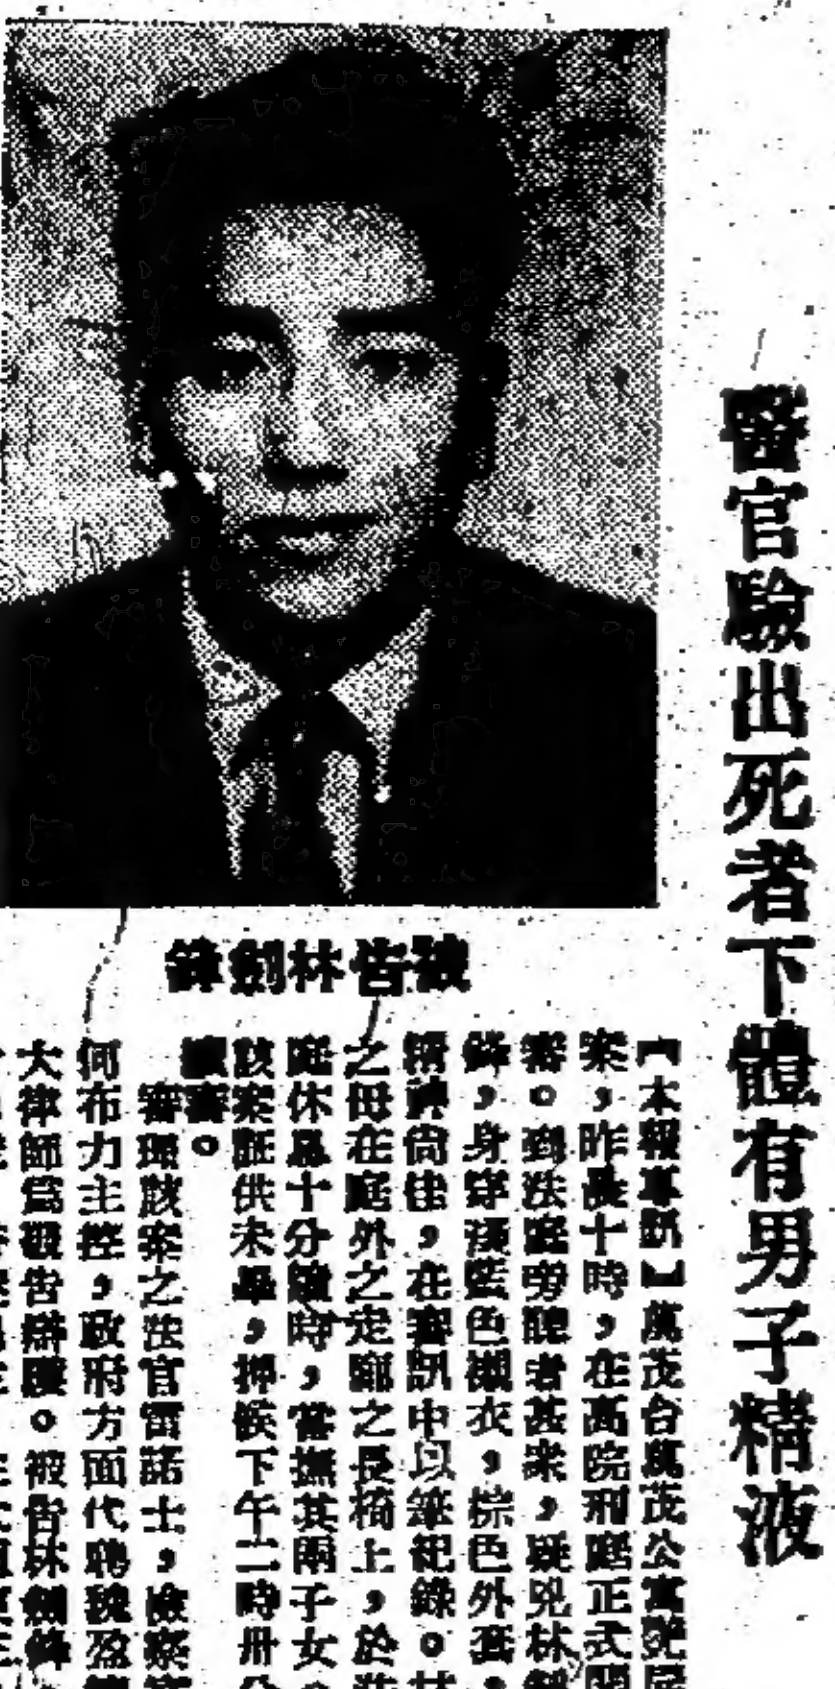 醫官驗出死者下體有男子精液
被告林劍鋒
【本報專訊】萬茂台萬茂公寓艷屍
案,昨晨十時,在高院刑庭正式開
審。到法庭旁聽者甚衆,疑兇林劍
鋒,身穿淺藍色襯衣,棕色外套,
精神尚佳,在審訊中以筆紀錄。林
之母在庭外之走廊之長椅上,於法
庭休息十分鐘時,當撫其兩子女。
該案証供未畢,押候下午二時卅分
續審。
審理該案之法官雷諾士,檢察官
何布力主控,政府方面代聘魏盈
大律師爲被告辯護。被告林劍鋒